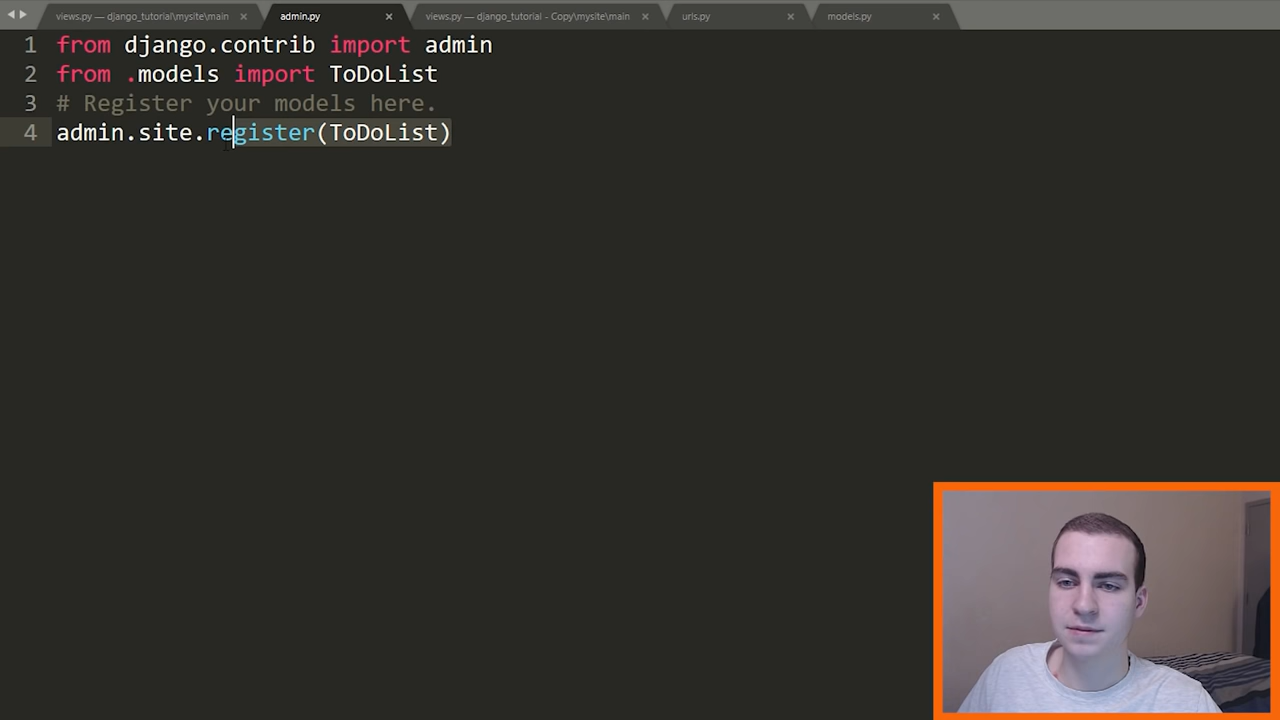 views.py — django_tutorial\mysite\main
admin.py
views.py — django_tutorial - Copy\mysite\main
urls.py
models.py
1 from django.contrib import admin
2 from .models import ToDoList
3 # Register your models here.
4 admin.site.register(ToDoList)